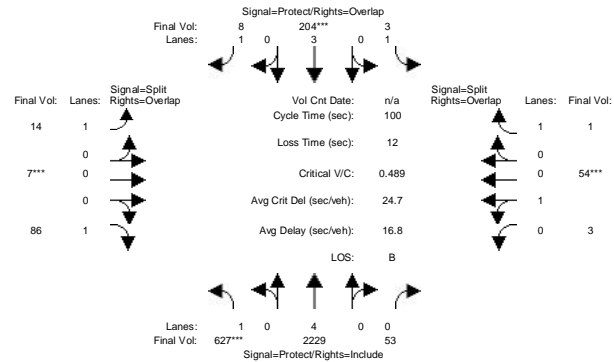 Signal=Protect/Rights=Overlap
Final Vol: 8 204*** 3
Lanes: 1 0 3 0 1
Signal=Split
Final Vol: Lanes: Rights=Overlap
Vol Cnt Date: n/a
Signal=Split
Rights=Overlap Lanes: Final Vol:
Cycle Time (sec): 100
14 1
1 1
Loss Time (sec): 12
0
0
7*** 0
Critical V/C: 0.489
0 54***
0
Avg Crit Del (sec/veh): 24.7
1
86 1
Avg Delay (sec/veh): 16.8
0 3
LOS: B
Lanes: 1 0 4 0 0
Final Vol: 627*** 2229 53
Signal=Protect/Rights=Include